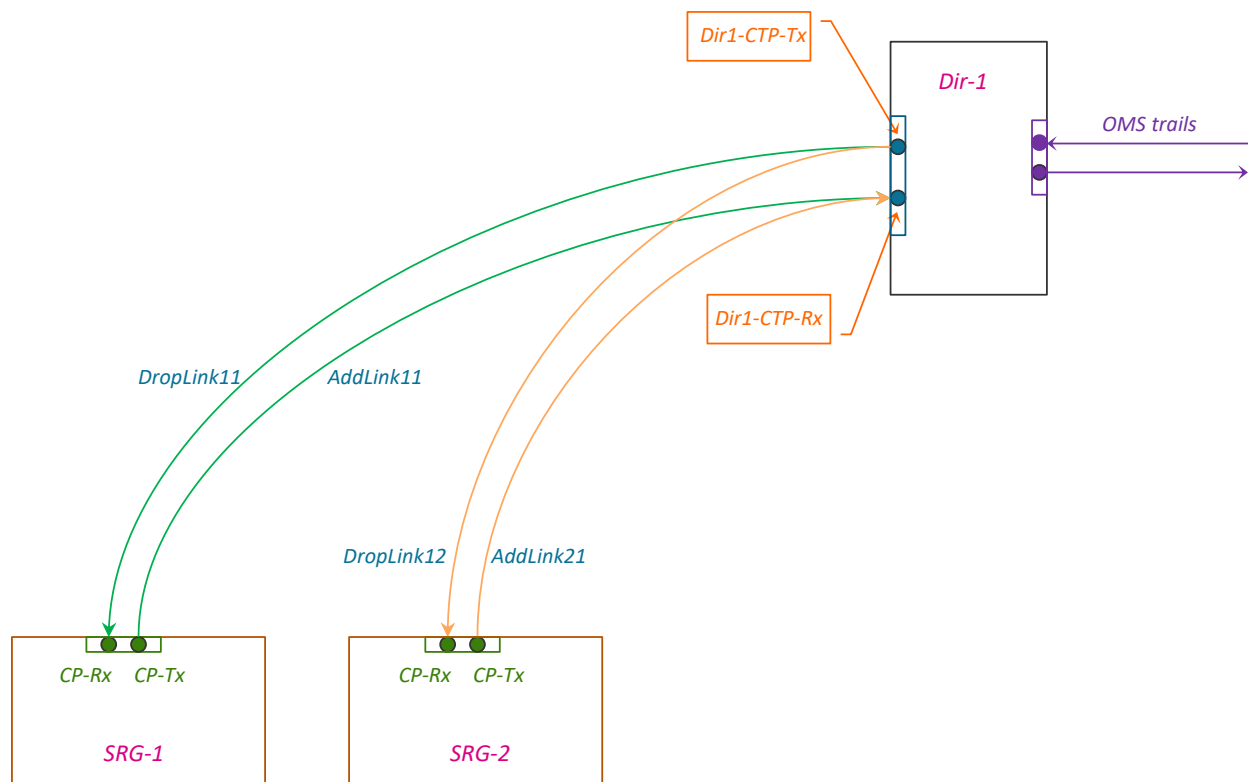 Dir1-CTP-Tx
Dir-1
OMS trails
Dir1-CTP-Rx
DropLink11
AddLink11
DropLink12
AddLink21
CP-Rx
CP-Tx
CP-Rx
CP-Tx
SRG-1
SRG-2